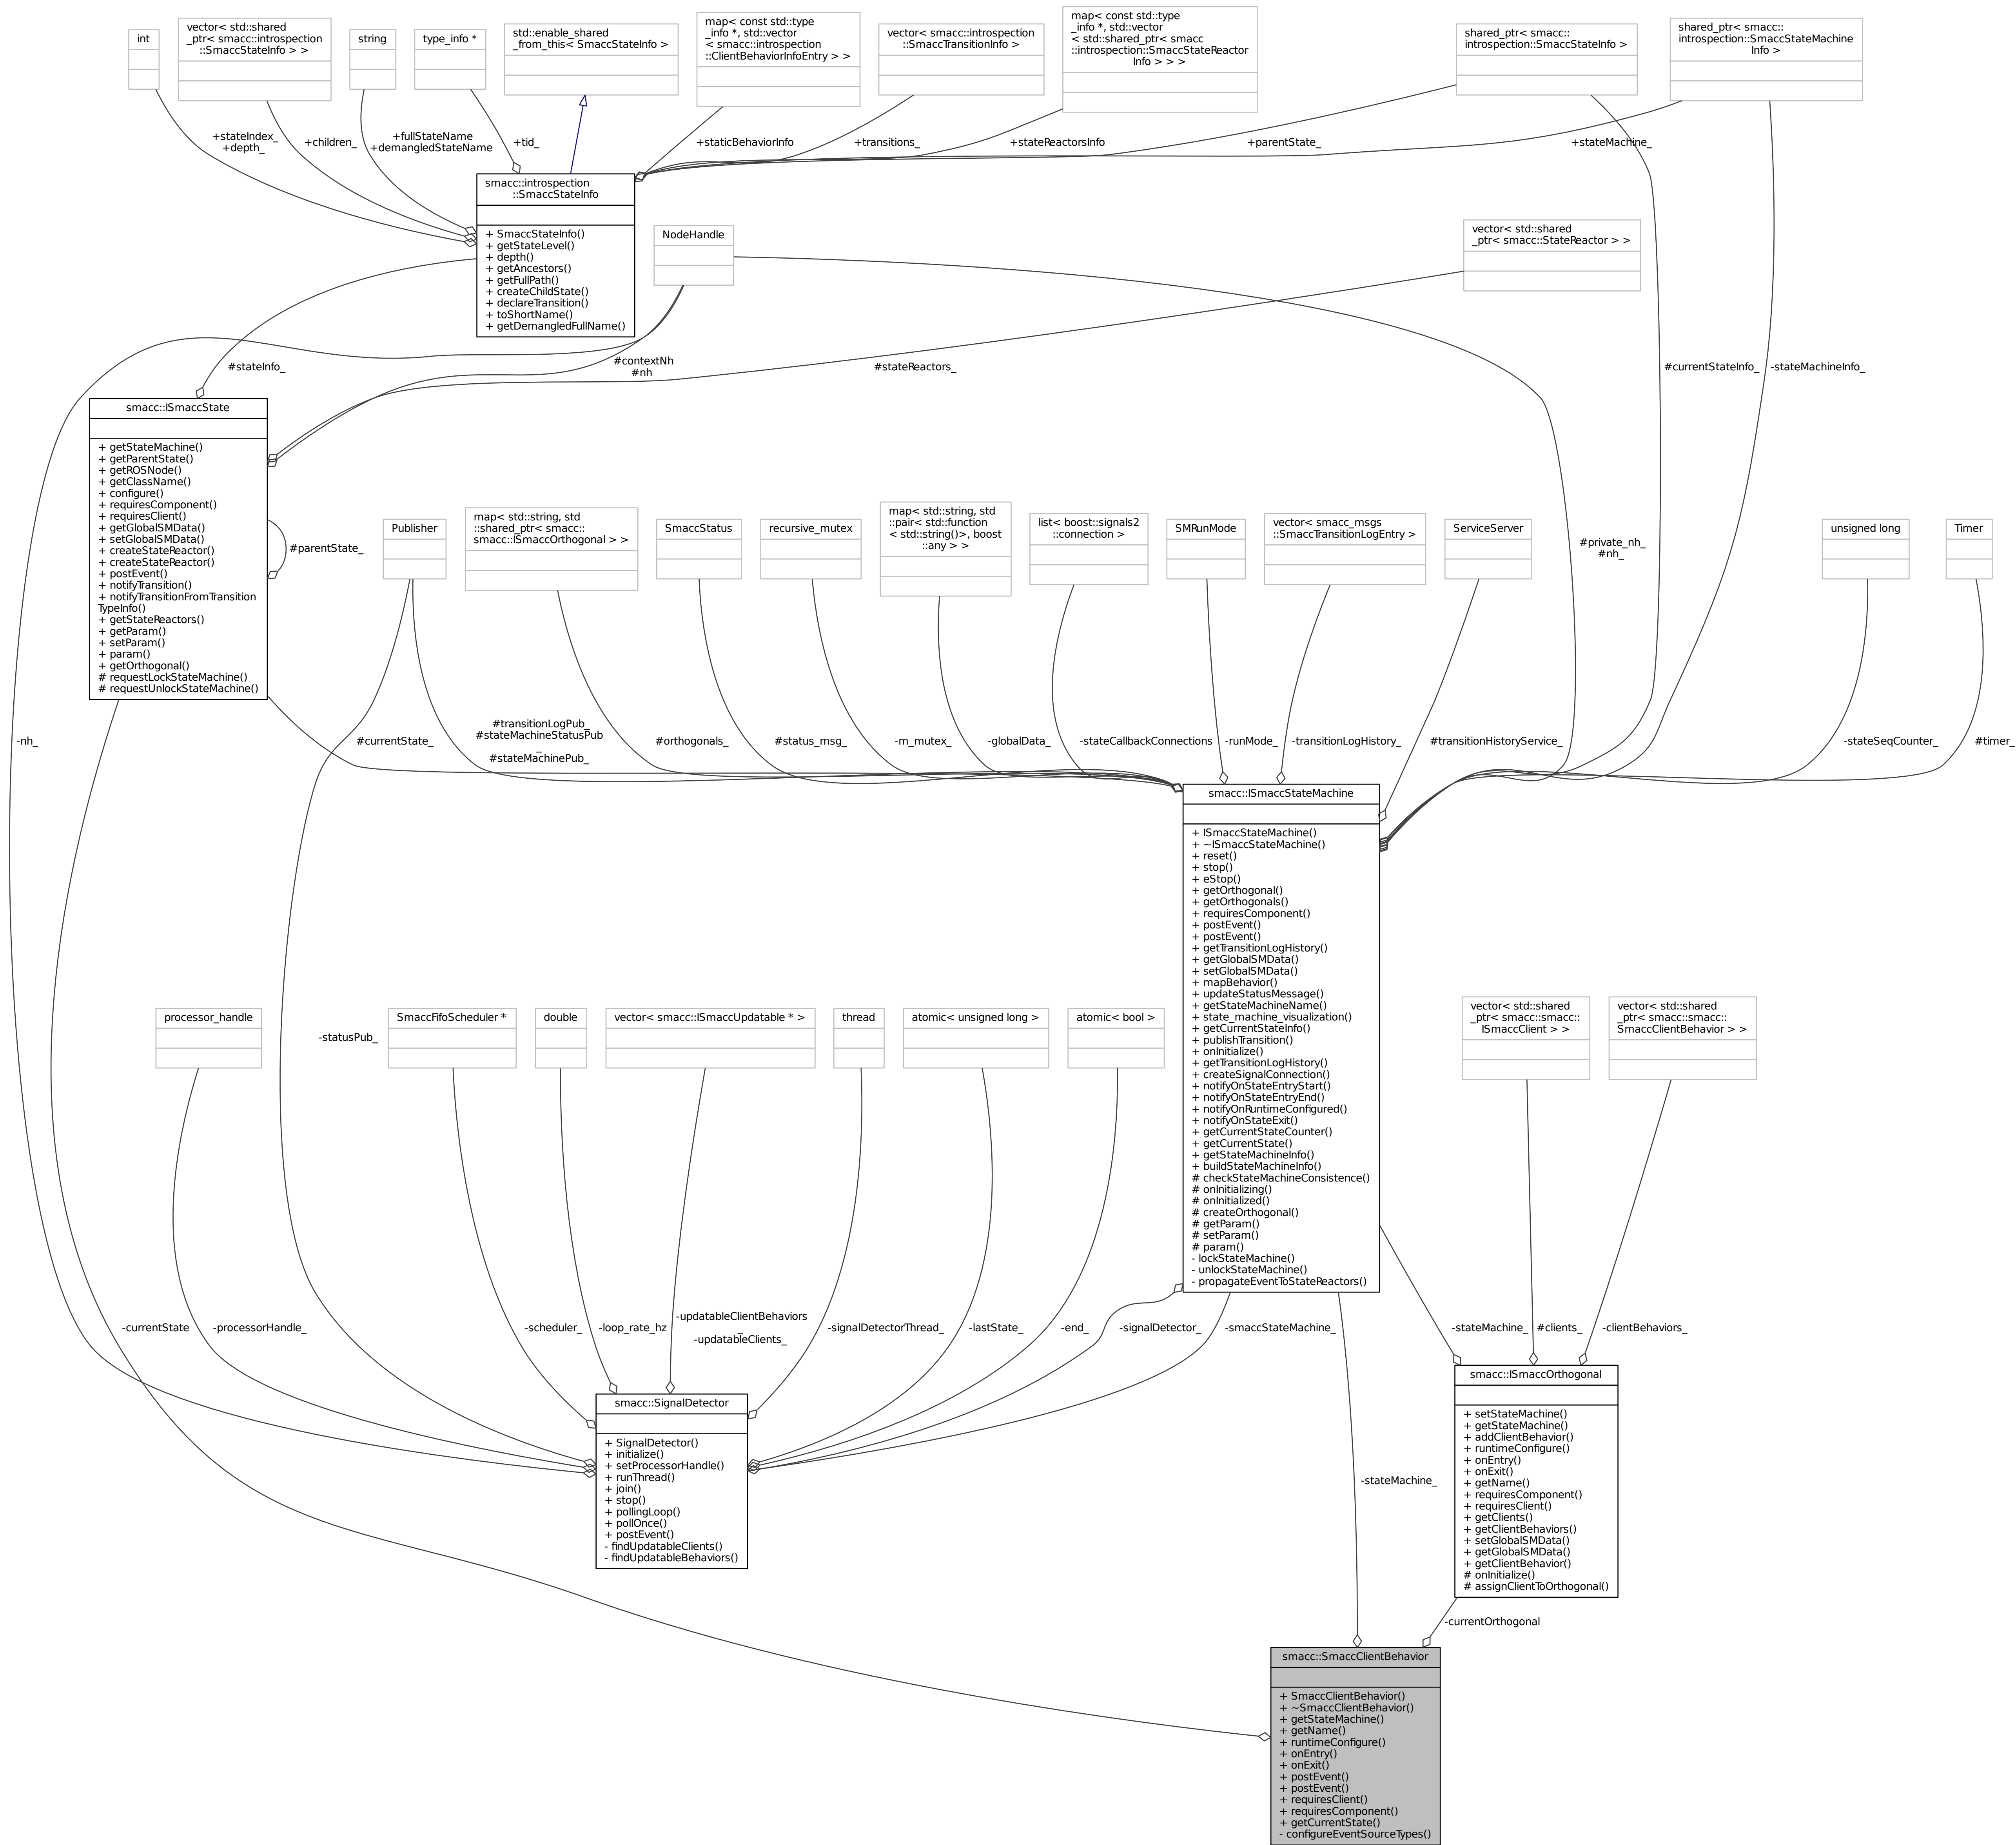 int
vector< std::shared
_ptr< smacc::introspection
::SmaccStateInfo > >
string
type_info *
std::enable_shared
_from_this< SmaccStateInfo >
map< const std::type
_info *, std::vector
< smacc::introspection
::ClientBehaviorInfoEntry > >
vector< smacc::introspection
::SmaccTransitionInfo >
map< const std::type
_info *, std::vector
< std::shared_ptr< smacc
::introspection::SmaccStateReactor
Info > > >
shared_ptr< smacc::
introspection::SmaccStateInfo >
shared_ptr< smacc::
introspection::SmaccStateMachine
Info >
+stateIndex_
+depth_
+children_
+fullStateName
+demangledStateName
+tid_
+staticBehaviorInfo
+transitions_
+stateReactorsInfo
+parentState_
+stateMachine_
smacc::introspection
::SmaccStateInfo
+ SmaccStateInfo()
+ getStateLevel()
+ depth()
+ getAncestors()
+ getFullPath()
+ createChildState()
+ declareTransition()
+ toShortName()
+ getDemangledFullName()
NodeHandle
vector< std::shared
_ptr< smacc::StateReactor > >
#stateInfo_
#contextNh
#nh
#stateReactors_
#currentStateInfo_
-stateMachineInfo_
smacc::ISmaccState
+ getStateMachine()
+ getParentState()
+ getROSNode()
+ getClassName()
+ configure()
+ requiresComponent()
+ requiresClient()
+ getGlobalSMData()
+ setGlobalSMData()
+ createStateReactor()
+ createStateReactor()
+ postEvent()
+ notifyTransition()
+ notifyTransitionFromTransition
TypeInfo()
+ getStateReactors()
+ getParam()
+ setParam()
+ param()
+ getOrthogonal()
# requestLockStateMachine()
# requestUnlockStateMachine()
#parentState_
Publisher
map< std::string, std
::shared_ptr< smacc::
smacc::ISmaccOrthogonal > >
SmaccStatus
recursive_mutex
map< std::string, std
::pair< std::function
< std::string()>, boost
::any > >
list< boost::signals2
::connection >
SMRunMode
vector< smacc_msgs
::SmaccTransitionLogEntry >
ServiceServer
#private_nh_
#nh_
unsigned long
Timer
-nh_
#currentState_
#transitionLogPub_
#stateMachineStatusPub
_
#stateMachinePub_
#orthogonals_
#status_msg_
-m_mutex_
-globalData_
-stateCallbackConnections
-runMode_
-transitionLogHistory_
#transitionHistoryService_
-stateSeqCounter_
#timer_
smacc::ISmaccStateMachine
+ ISmaccStateMachine()
+ ~ISmaccStateMachine()
+ reset()
+ stop()
+ eStop()
+ getOrthogonal()
+ getOrthogonals()
+ requiresComponent()
+ postEvent()
+ postEvent()
+ getTransitionLogHistory()
+ getGlobalSMData()
+ setGlobalSMData()
+ mapBehavior()
+ updateStatusMessage()
+ getStateMachineName()
+ state_machine_visualization()
+ getCurrentStateInfo()
+ publishTransition()
+ onInitialize()
+ getTransitionLogHistory()
+ createSignalConnection()
+ notifyOnStateEntryStart()
+ notifyOnStateEntryEnd()
+ notifyOnRuntimeConfigured()
+ notifyOnStateExit()
+ getCurrentStateCounter()
+ getCurrentState()
+ getStateMachineInfo()
+ buildStateMachineInfo()
# checkStateMachineConsistence()
# onInitializing()
# onInitialized()
# createOrthogonal()
# getParam()
# setParam()
# param()
- lockStateMachine()
- unlockStateMachine()
- propagateEventToStateReactors()
processor_handle
-statusPub_
SmaccFifoScheduler *
double
vector< smacc::ISmaccUpdatable * >
thread
atomic< unsigned long >
atomic< bool >
vector< std::shared
_ptr< smacc::smacc::
ISmaccClient > >
vector< std::shared
_ptr< smacc::smacc::
SmaccClientBehavior > >
-currentState
-processorHandle_
-scheduler_
-loop_rate_hz
-updatableClientBehaviors
_
-updatableClients_
-signalDetectorThread_
-lastState_
-end_
-signalDetector_
-smaccStateMachine_
-stateMachine_
#clients_
-clientBehaviors_
smacc::SignalDetector
+ SignalDetector()
+ initialize()
+ setProcessorHandle()
+ runThread()
+ join()
+ stop()
+ pollingLoop()
+ pollOnce()
+ postEvent()
- findUpdatableClients()
- findUpdatableBehaviors()
smacc::ISmaccOrthogonal
+ setStateMachine()
+ getStateMachine()
+ addClientBehavior()
+ runtimeConfigure()
+ onEntry()
+ onExit()
+ getName()
+ requiresComponent()
+ requiresClient()
+ getClients()
+ getClientBehaviors()
+ setGlobalSMData()
+ getGlobalSMData()
+ getClientBehavior()
# onInitialize()
# assignClientToOrthogonal()
-stateMachine_
-currentOrthogonal
smacc::SmaccClientBehavior
+ SmaccClientBehavior()
+ ~SmaccClientBehavior()
+ getStateMachine()
+ getName()
+ runtimeConfigure()
+ onEntry()
+ onExit()
+ postEvent()
+ postEvent()
+ requiresClient()
+ requiresComponent()
+ getCurrentState()
- configureEventSourceTypes()